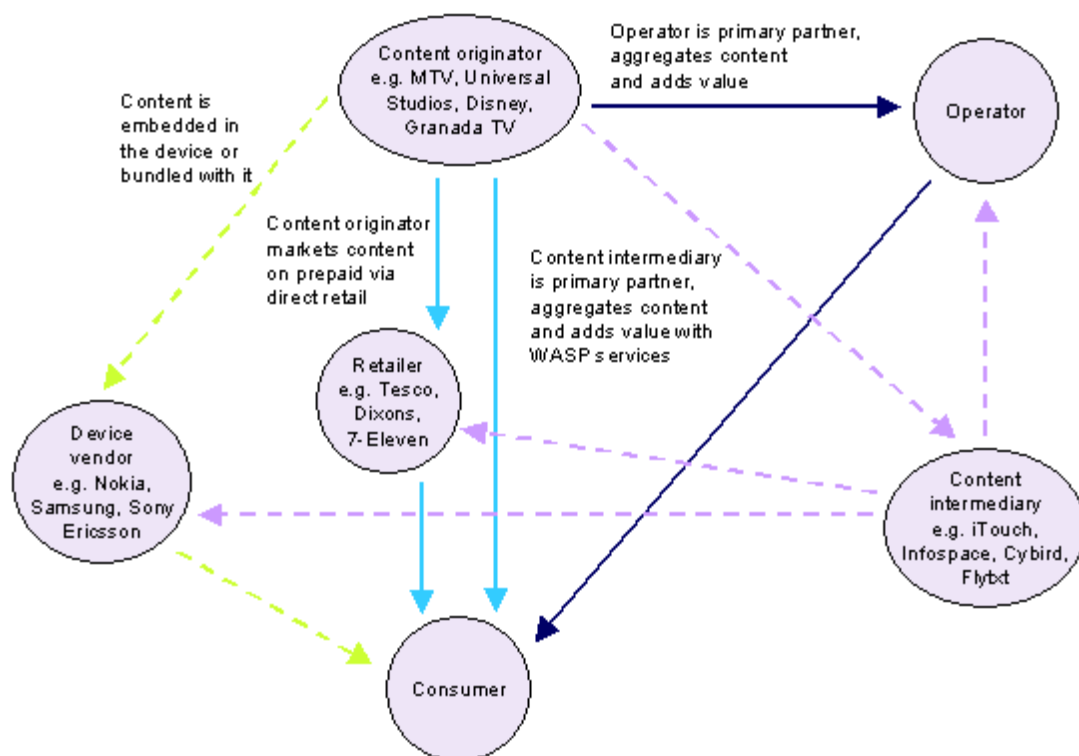 Content originator
e.g. MTV, Universal
Studios, Disney,
Granada TV
Operator is primary partner,
aggregates content
and adds value
Operator
Content is
embedded in
the device or
bundled with it
Content originator
markets content
on prepaid via
direct retail
Content intermediary
is primary partner,
aggregates content
and adds value with
WASP services
Retailer
e.g. Tesco,
Dixons,
7-Eleven
Device
vendor
e.g. Nokia,
Samsung, Sony
Ericsson
Content
intermediary
e.g. iTouch,
Infospace, Cybird,
Flytxt
Consumer